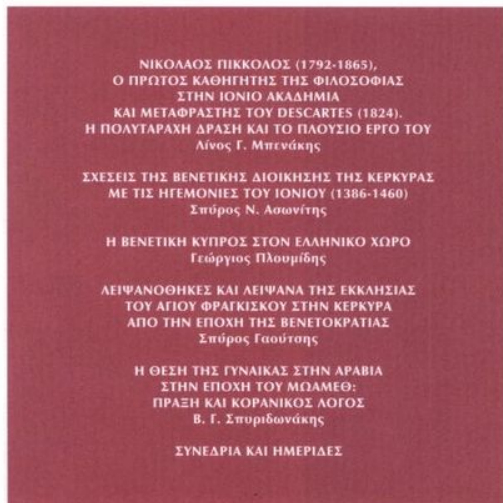 ΝΙΚΟΛΑΟΣ ΠΙΚΚΟΛΟΣ (1792-1865),
Ο ΠΡΩΤΟΣ ΚΑΘΗΓΗΤΗΣ ΤΗΣ ΦΙΛΟΣΟΦΙΑΣ
ΣΤΗΝ ΙΟΝΙΟ ΑΚΑΔΗΜΙΑ
ΚΑΙ ΜΕΤΑΦΡΑΣΤΗΣ ΤΟΥ DESCARTES (1824).
Η ΠΟΛΥΤΑΡΑΧΗ ΔΡΑΣΗ ΚΑΙ ΤΟ ΠΛΟΥΣΙΟ ΕΡΓΟ ΤΟΥ
Λίνος Γ. Μπενάκης
ΣΧΕΣΕΙΣ ΤΗΣ ΒΕΝΕΤΙΚΗΣ ΔΙΟΙΚΗΣΗΣ ΤΗΣ ΚΕΡΚΥΡΑΣ
ΜΕ ΤΙΣ ΗΓΕΜΟΝΙΕΣ ΤΟΥ ΙΟΝΙΟΥ (1386-1460)
Σπύρος Ν. Ασωνίτης
Η ΒΕΝΕΤΙΚΗ ΚΥΠΡΟΣ ΣΤΟΝ ΕΛΛΗΝΙΚΟ ΧΩΡΟ
Γεώργιος Πλουμίδης
ΛΕΙΨΑΝΟΘΗΚΕΣ ΚΑΙ ΛΕΙΨΑΝΑ ΤΗΣ ΕΚΚΛΗΣΙΑΣ
ΤΟΥ ΑΓΙΟΥ ΦΡΑΓΚΙΣΚΟΥ ΣΤΗΝ ΚΕΡΚΥΡΑ
ΑΠΟ ΤΗΝ ΕΠΟΧΗ ΤΗΣ ΒΕΝΕΤΟΚΡΑΤΙΑΣ
Σπύρος Γαούτσης
Η ΘΕΣΗ ΤΗΣ ΓΥΝΑΙΚΑΣ ΣΤΗΝ ΑΡΑΒΙΑ
ΣΤΗΝ ΕΠΟΧΗ ΤΟΥ ΜΩΑΜΕΘ:
ΠΡΑΞΗ ΚΑΙ ΚΟΡΑΝΙΚΟΣ ΛΟΓΟΣ
Β. Γ. Σπυριδωνάκης
ΣΥΝΕΔΡΙΑ ΚΑΙ ΗΜΕΡΙΔΕΣ